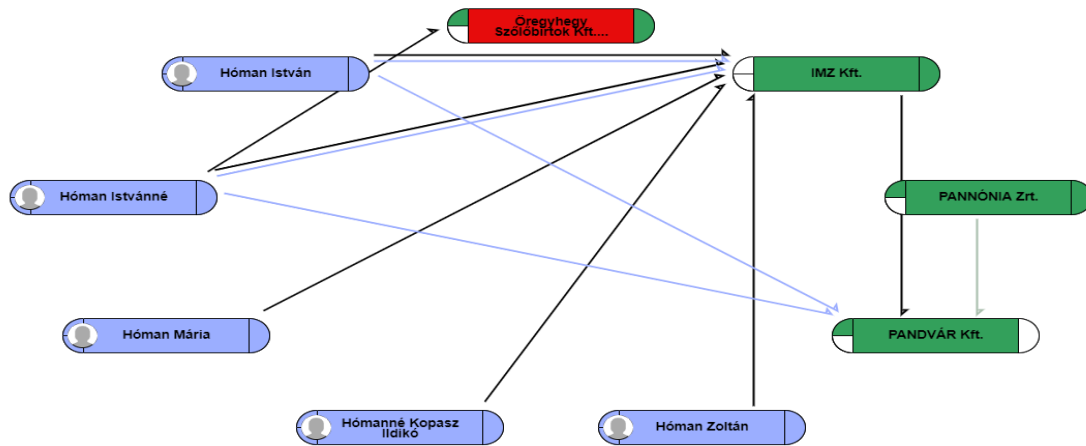 Öregyhegy
Szőlőbirtok Kft....
Hóman István
IMZ Kft.
Hóman Istvánné
PANNÓNIA Zrt.
Hóman Mária
PANDVÁR Kft.
Hómanné Kopasz
Ildikó
Hóman Zoltán